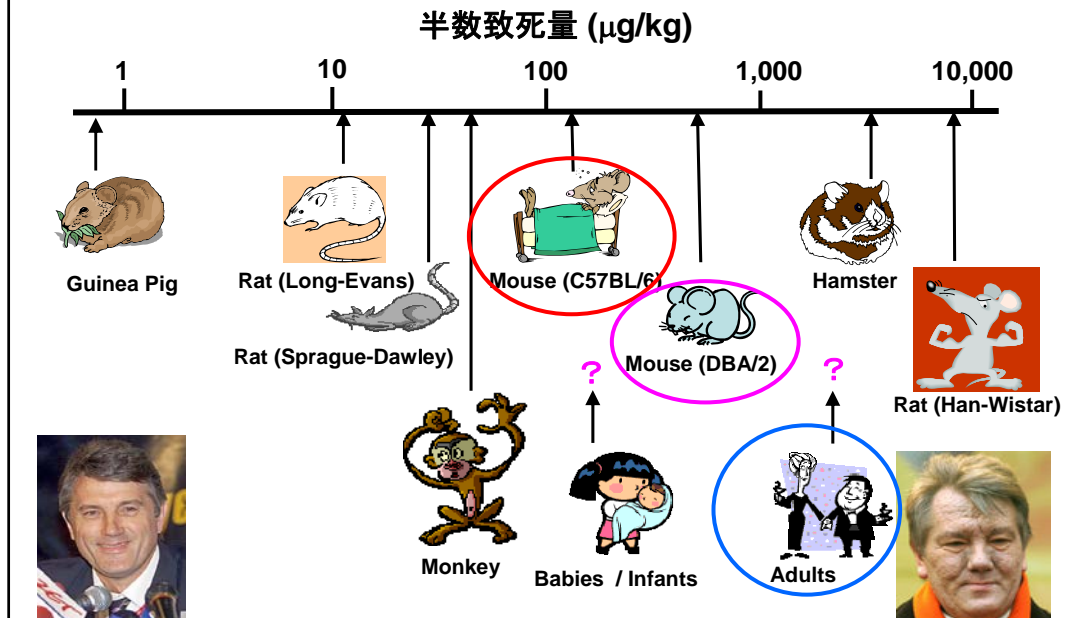 半数致死量 (μg/kg)
1 10 100 1,000 10,000
Guinea Pig
Rat (Long-Evans)
Mouse (C57BL/6)
Hamster
Rat (Sprague-Dawley)
Mouse (DBA/2)
? ?
Rat (Han-Wistar)
Monkey
Babies / Infants
Adults